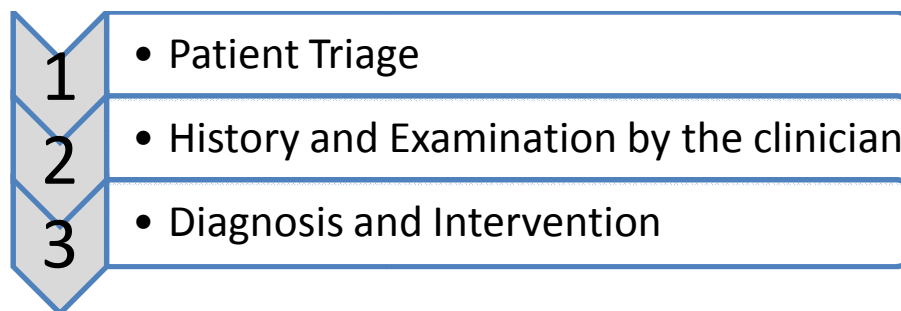 1
• Patient Triage
2
• History and Examination by the clinician
3
• Diagnosis and Intervention